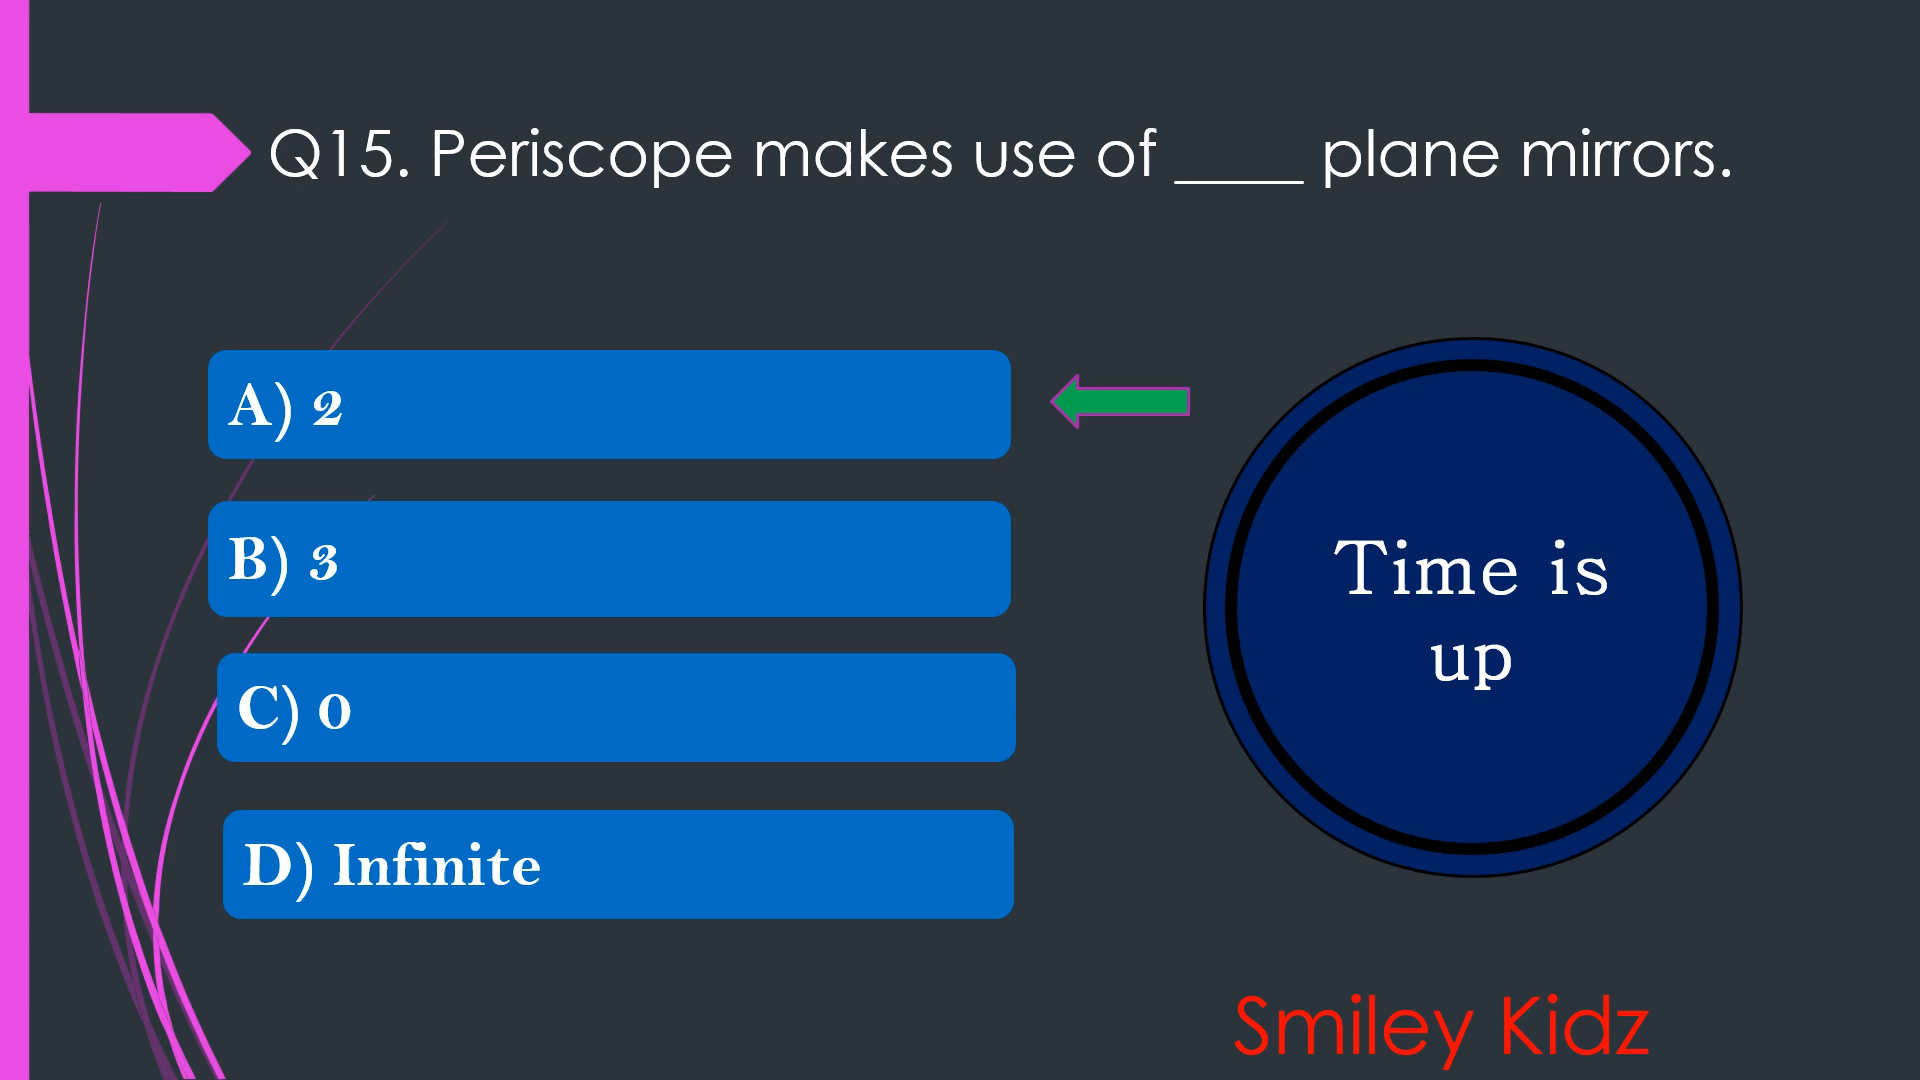 Q15. Periscope makes use of ____ plane mirrors.
A) 2
B) 3
C) 0
D) Infinite
Time is
up
Smiley Kidz